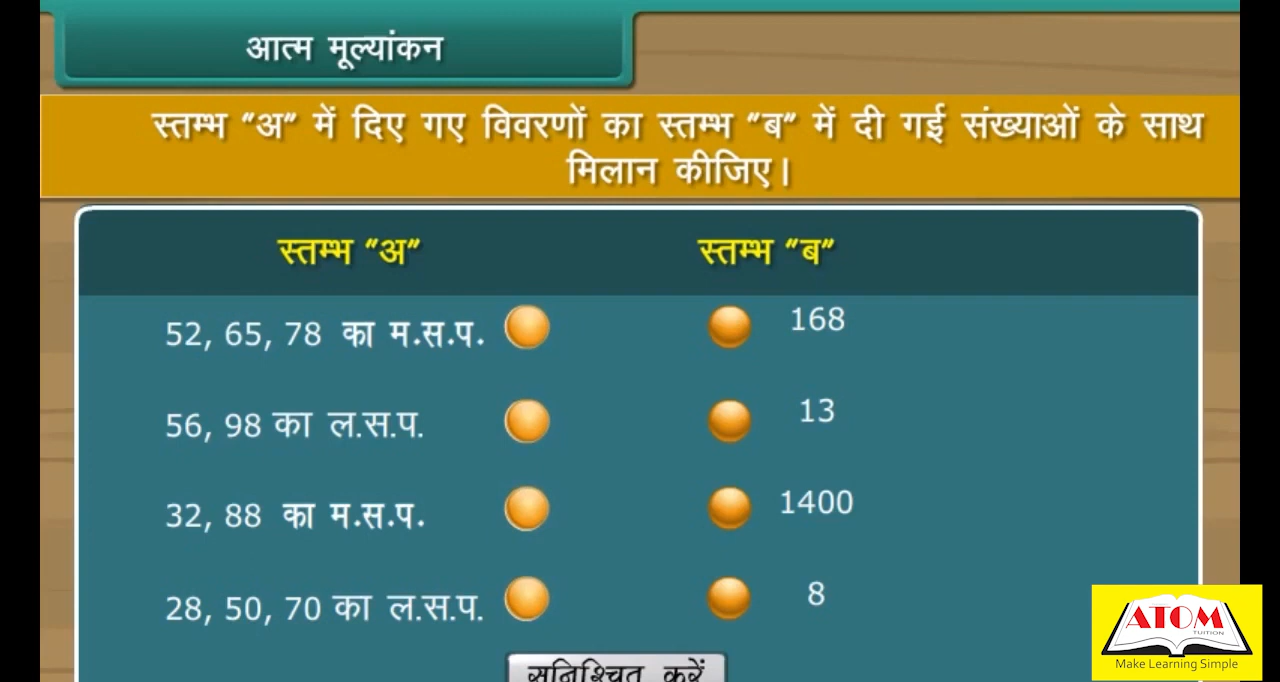 आत्म मूल्यांकन
स्तम्भ “अ” में दिए गए विवरणों का स्तम्भ “ब” में दी गई संख्याओं के साथ
मिलान कीजिए।
स्तम्भ “अ” स्तम्भ “ब”
52, 65, 78 का म.स.प. 168
56, 98 का ल.स.प. 13
32, 88 का म.स.प. 1400
28, 50, 70 का ल.स.प. 8
सुनिश्चित करें
ATOM
TUITION
Make Learning Simple